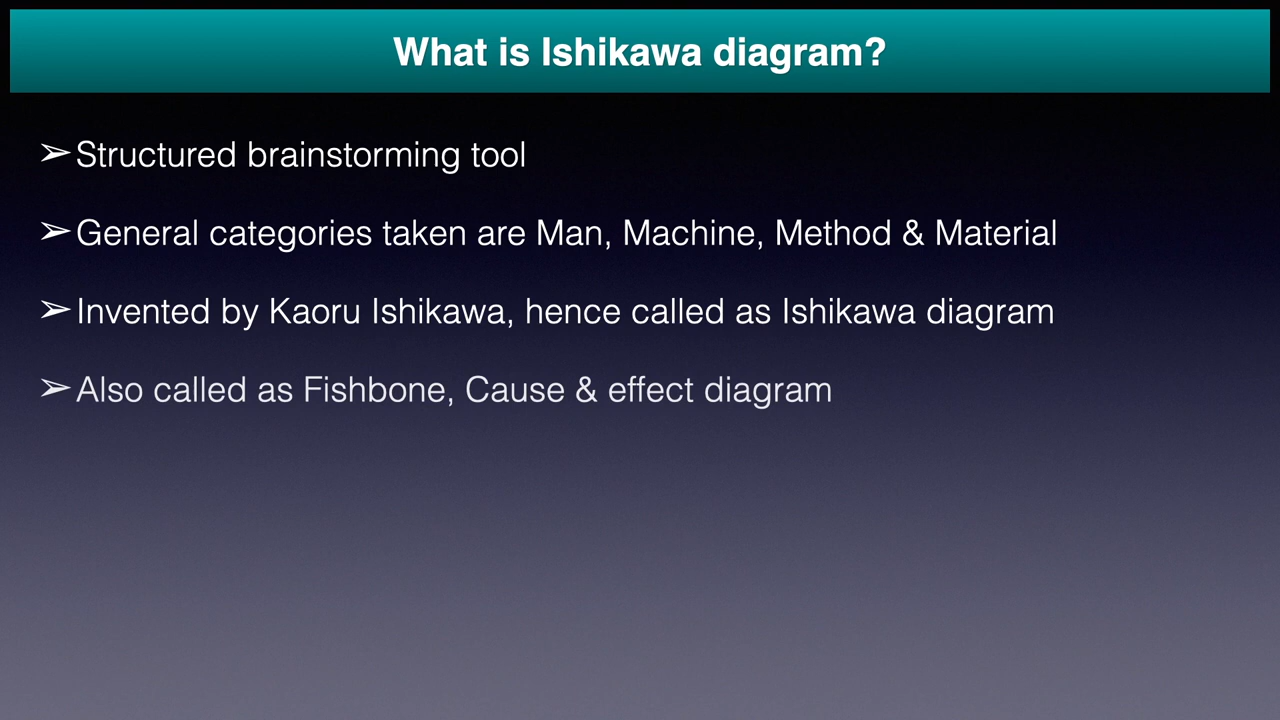 What is Ishikawa diagram?
➢Structured brainstorming tool
➢General categories taken are Man, Machine, Method & Material
➢Invented by Kaoru Ishikawa, hence called as Ishikawa diagram
➢Also called as Fishbone, Cause & effect diagram